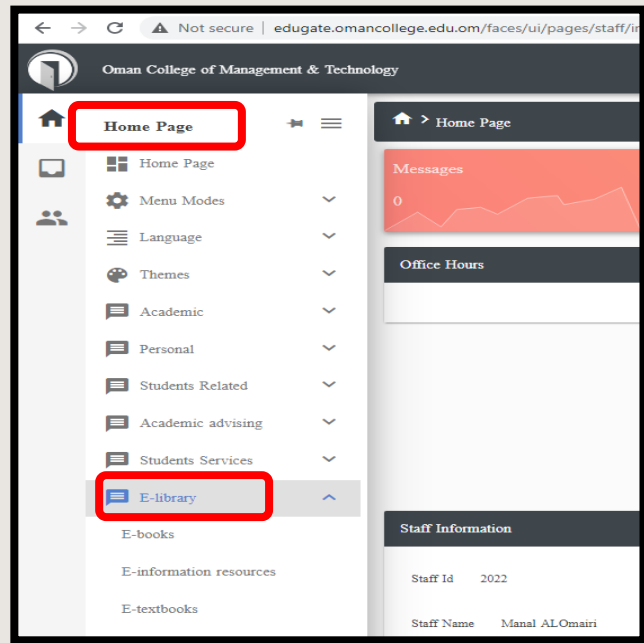 Not secure | edugate.omancollege.edu.om/faces/ui/pages/staff/
Oman College of Management & Technology
Home Page
Home Page
Menu Modes
Language
Themes
Academic
Personal
Students Related
Academic advising
Students Services
E-library
E-books
E-information resources
E-textbooks
> Home Page
Messages
0
Office Hours
Staff Information
Staff Id 2022
Staff Name Manal ALOmairi